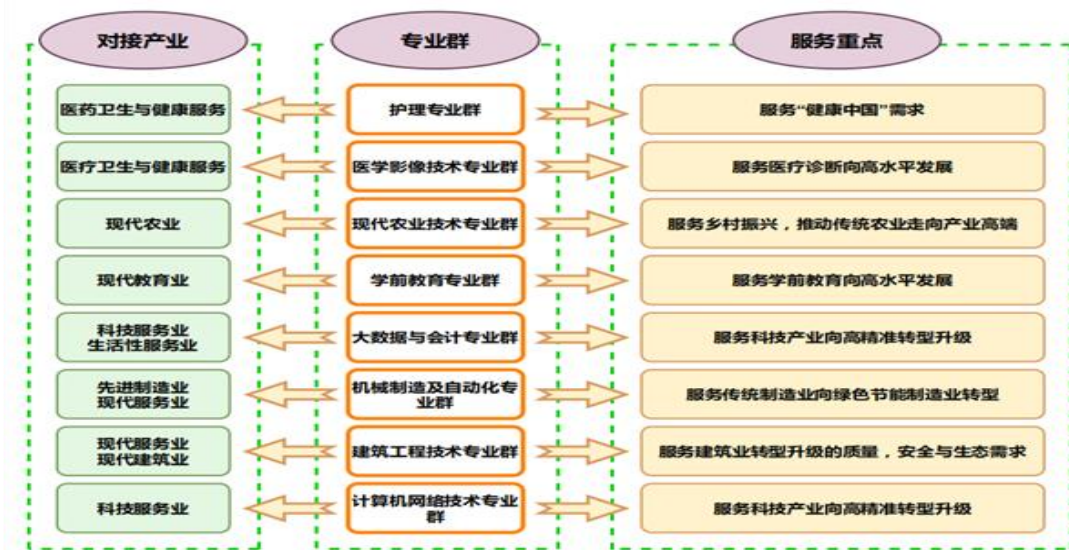 对接产业
专业群
服务重点
医药卫生与健康服务
护理专业群
服务“健康中国”需求
医疗卫生与健康服务
医学影像技术专业群
服务医疗诊断向高水平发展
现代农业
现代农业技术专业群
服务乡村振兴，推动传统农业走向产业高端
现代教育业
学前教育专业群
服务学前教育向高水平发展
科技服务业
生活性服务业
大数据与会计专业群
服务科技产业向高精准转型升级
先进制造业
现代服务业
机械制造及自动化专
业群
服务传统制造业向绿色节能制造业转型
现代服务业
现代建筑业
建筑工程技术专业群
服务建筑业转型升级的质量，安全与生态需求
科技服务业
计算机网络技术专业
群
服务科技产业向高精准转型升级